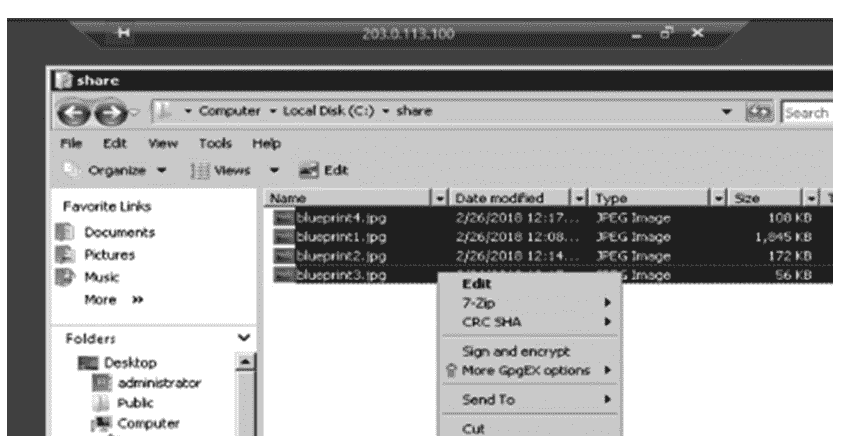 203.0.113.100
share
Computer Local Disk (C:) share Search
File Edit View Tools Help
Organize Views Edit
Favorite Links
Documents
Pictures
Music
More »
Folders
Desktop
administrator
Public
Computer
Name Date modified Type Size
blueprint4.jpg 2/26/2018 12:17... JPEG Image 108 KB
blueprint1.jpg 2/26/2018 12:08... JPEG Image 1,845 KB
blueprint2.jpg 2/26/2018 12:14... JPEG Image 172 KB
blueprint3.jpg JPEG Image 56 KB
Edit
7-Zip
CRC SHA
Sign and encrypt
More GpgEX options
Send To
Cut